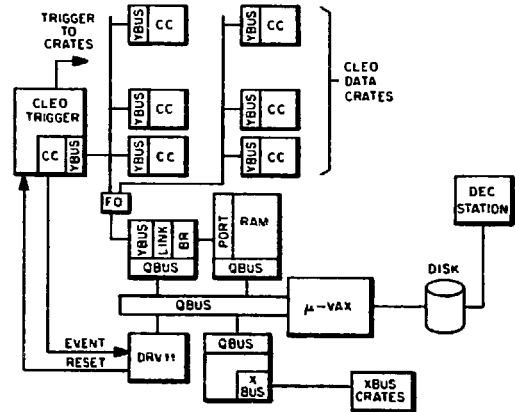 TRIGGER
TO
CRATES
YBUS CC
YBUS CC
CLEO
DATA
CRATES
CLEO
TRIGGER
CC YBUS
YBUS CC
YBUS CC
YBUS CC
YBUS CC
FO
YBUS LINK BR
QBUS
PORT RAM
QBUS
DEC
STATION
QBUS
μ-VAX
DISK
EVENT
RESET
DRV11
QBUS
X
BUS
XBUS
CRATES